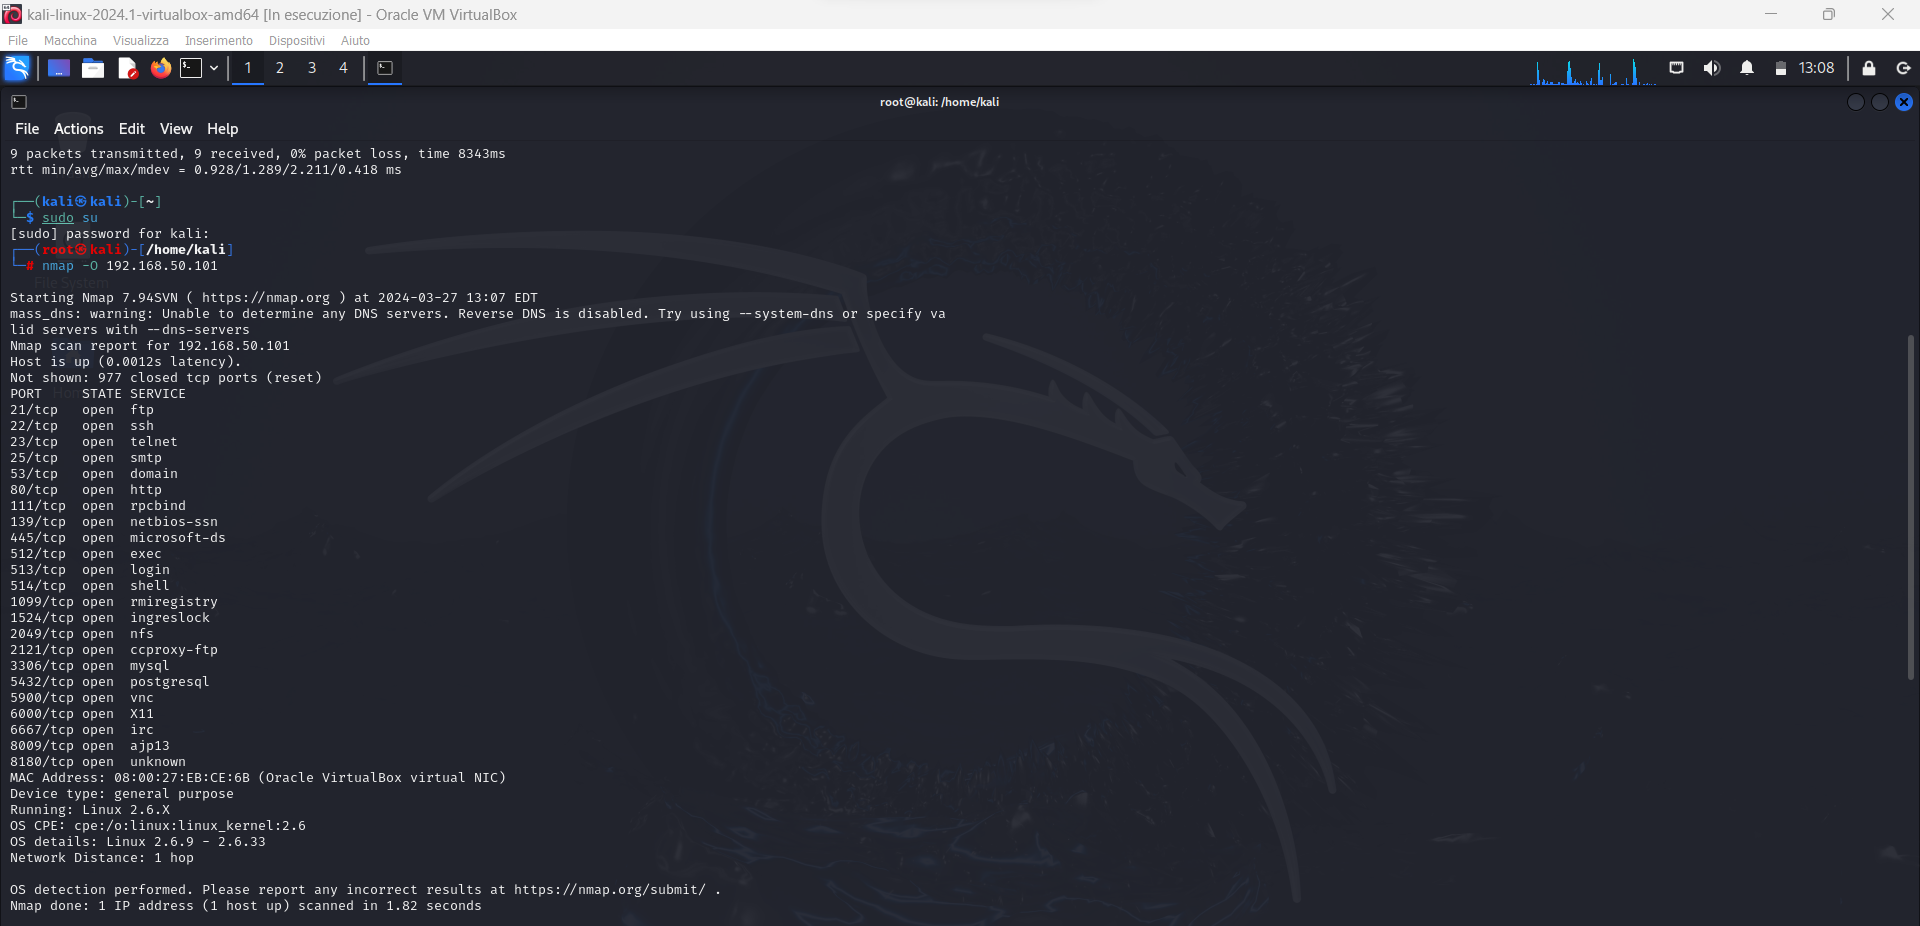 kali-linux-2024.1-virtualbox-amd64 [In esecuzione] - Oracle VM VirtualBox
File Macchina Visualizza Inserimento Dispositivi Aiuto
1 2 3 4 13:08
root@kali: /home/kali
File Actions Edit View Help
9 packets transmitted, 9 received, 0% packet loss, time 8343ms
rtt min/avg/max/mdev = 0.928/1.289/2.211/0.418 ms
┌──(kali㉿kali)-[~]
└─$ sudo su
[sudo] password for kali:
┌──(root㉿kali)-[/home/kali]
└─# nmap -O 192.168.50.101
File System
Starting Nmap 7.94SVN ( https://nmap.org ) at 2024-03-27 13:07 EDT
mass_dns: warning: Unable to determine any DNS servers. Reverse DNS is disabled. Try using --system-dns or specify va
lid servers with --dns-servers
Nmap scan report for 192.168.50.101
Host is up (0.0012s latency).
Not shown: 977 closed tcp ports (reset)
PORT     STATE SERVICE
21/tcp   open  ftp
22/tcp   open  ssh
23/tcp   open  telnet
25/tcp   open  smtp
53/tcp   open  domain
80/tcp   open  http
111/tcp  open  rpcbind
139/tcp  open  netbios-ssn
445/tcp  open  microsoft-ds
512/tcp  open  exec
513/tcp  open  login
514/tcp  open  shell
1099/tcp open  rmiregistry
1524/tcp open  ingreslock
2049/tcp open  nfs
2121/tcp open  ccproxy-ftp
3306/tcp open  mysql
5432/tcp open  postgresql
5900/tcp open  vnc
6000/tcp open  X11
6667/tcp open  irc
8009/tcp open  ajp13
8180/tcp open  unknown
MAC Address: 08:00:27:EB:CE:6B (Oracle VirtualBox virtual NIC)
Device type: general purpose
Running: Linux 2.6.X
OS CPE: cpe:/o:linux:linux_kernel:2.6
OS details: Linux 2.6.9 - 2.6.33
Network Distance: 1 hop
OS detection performed. Please report any incorrect results at https://nmap.org/submit/ .
Nmap done: 1 IP address (1 host up) scanned in 1.82 seconds